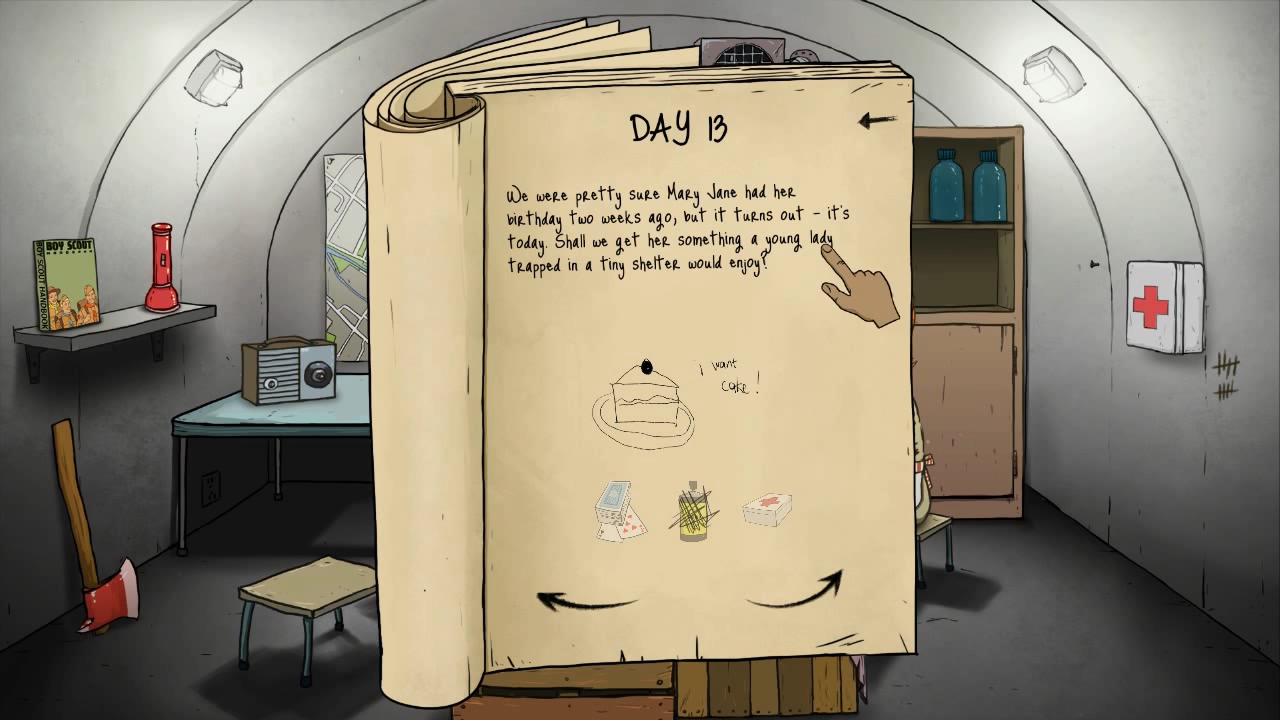 DAY 13
We were pretty sure Mary Jane had her
birthday two weeks ago, but it turns out - it's
today. Shall we get her something a young lady
trapped in a tiny shelter would enjoy?
i want
cake!
BOY SCOUT
BOY SCOUT HANDBOOK